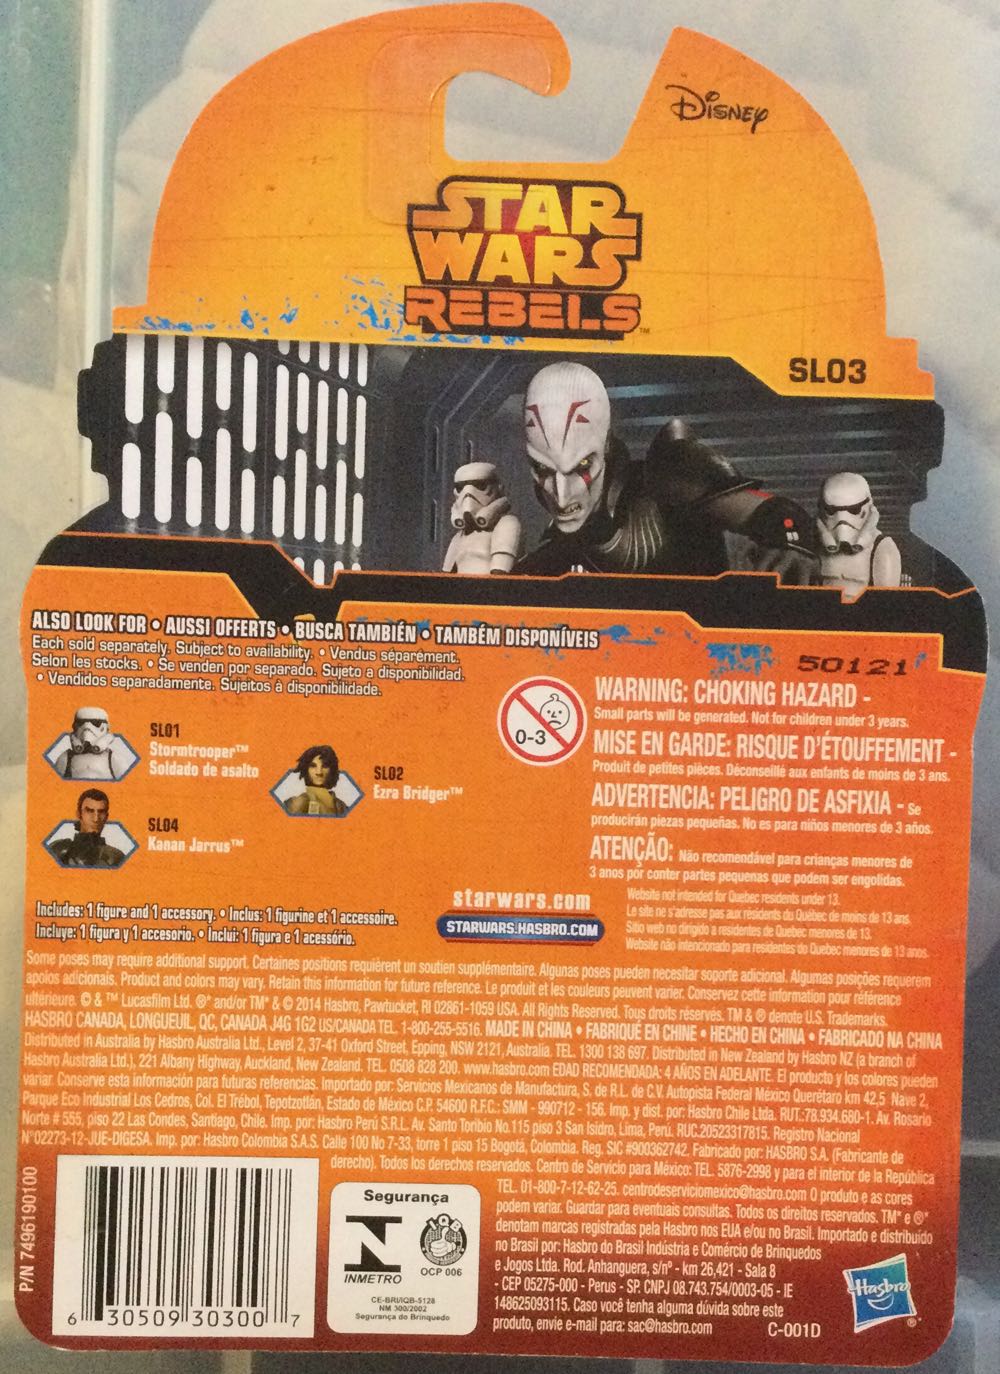 Disney
STAR
WARS
REBELS™
SL03
ALSO LOOK FOR • AUSSI OFFERTS • BUSCA TAMBIÉN • TAMBÉM DISPONÍVEIS
Each sold separately. Subject to availability. • Vendus séparément.
Selon les stocks. • Se venden por separado. Sujeto a disponibilidad.
• Vendidos separadamente. Sujeitos à disponibilidade.
50121
SL01
Stormtrooper™
Soldado de asalto
SL02
Ezra Bridger™
SL04
Kanan Jarrus™
0-3
WARNING: CHOKING HAZARD -
Small parts will be generated. Not for children under 3 years.
MISE EN GARDE: RISQUE D'ÉTOUFFEMENT -
Produit de petites pièces. Déconseillé aux enfants de moins de 3 ans.
ADVERTENCIA: PELIGRO DE ASFIXIA - Se
producirán piezas pequeñas. No es para niños menores de 3 años.
ATENÇÃO: Não recomendável para crianças menores de
3 anos por conter partes pequenas que podem ser engolidas.
Includes: 1 figure and 1 accessory. • Inclus: 1 figurine et 1 accessoire.
Incluye: 1 figura y 1 accesorio. • Inclui: 1 figura e 1 acessório.
starwars.com
STARWARS.HASBRO.COM
Website not intended for Quebec residents under 13.
Le site ne s'adresse pas aux résidents du Québec de moins de 13 ans.
Sitio web no dirigido a residentes de Quebec menores de 13.
Website não intencionado para residentes do Quebec menores de 13 anos.
Some poses may require additional support. Certaines positions requièrent un soutien supplémentaire. Algunas poses pueden necesitar soporte adicional. Algumas posições requerem
apoios adicionais. Product and colors may vary. Retain this information for future reference. Le produit et les couleurs peuvent varier. Conservez cette information pour référence
ultérieure. © & ™ Lucasfilm Ltd. ®* and/or TM* & © 2014 Hasbro, Pawtucket, RI 02861-1059 USA. All Rights Reserved. Tous droits réservés. TM & ® denote U.S. Trademarks.
HASBRO CANADA, LONGUEUIL, QC, CANADA J4G 1G2 US/CANADA TEL. 1-800-255-5516. MADE IN CHINA • FABRIQUÉ EN CHINE • HECHO EN CHINA • FABRICADO NA CHINA
Distributed in Australia by Hasbro Australia Ltd., Level 2, 37-41 Oxford Street, Epping, NSW 2121, Australia. TEL. 1300 138 697. Distributed in New Zealand by Hasbro NZ (a branch of
Hasbro Australia Ltd.), 221 Albany Highway, Auckland, New Zealand. TEL. 0508 828 200. www.hasbro.com EDAD RECOMENDADA: 4 AÑOS EN ADELANTE. El producto y los colores pueden
variar. Conserve esta información para futuras referencias. Importado por: Servicios Mexicanos de Manufactura, S. de R.L. de C.V. Autopista Federal México Querétaro km 42,5 Nave 2,
Parque Eco Industrial Los Cedros, Col. El Trébol, Tepotzotlán, Estado de México C.P. 54600 R.F.C.: SMM - 990712 - 156. Imp. y dist. por: Hasbro Chile Ltda. RUT.:78.934.680-1. Av. Rosario
Norte # 555, piso 22 Las Condes, Santiago, Chile. Imp. por: Hasbro Perú S.R.L. Av. Santo Toribio No.115 piso 3 San Isidro, Lima, Perú. RUC.20523317815. Registro Nacional
N°02273-12-JUE-DIGESA. Imp. por: Hasbro Colombia S.A.S. Calle 100 No 7-33, torre 1 piso 15 Bogotá, Colombia. Reg. SIC #900362742. Fabricado por: HASBRO S.A. (Fabricante de
derecho). Todos los derechos reservados. Centro de Servicio para México: TEL. 5876-2998 y para el interior de la República
TEL. 01-800-7-12-62-25. centrodeserviciomexico@hasbro.com O produto e as cores
podem variar. Guardar para eventuais consultas. Todos os direitos reservados. TM* e ®*
denotam marcas registradas pela Hasbro nos EUA e/ou no Brasil. Importado e distribuído
no Brasil por: Hasbro do Brasil Indústria e Comércio de Brinquedos
e Jogos Ltda. Rod. Anhanguera, s/nº - km 26,421 - Sala 8
- CEP 05275-000 - Perus - SP. CNPJ 08.743.754/0003-05 - IE
148625093115. Caso você tenha alguma dúvida sobre este
produto, envie e-mail para: sac@hasbro.com
C-001D
Hasbro
®*
P/N 7496190100
6 30509 30300 7
Segurança
INMETRO
IQB
OCP 006
CE-BRI/IQB-5128
NM 300/2002
Segurança do Brinquedo